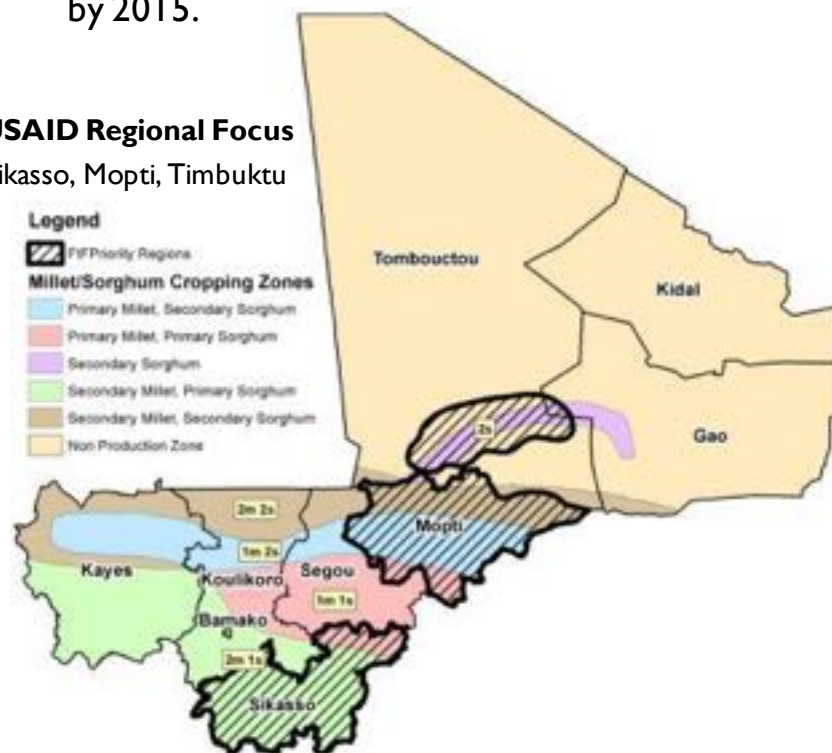 by 2015.
USAID Regional Focus
ikasso, Mopti, Timbuktu
Legend
FtFPriority Regions
Millet/Sorghum Cropping Zones
Primary Millet, Secondary Sorghum
Primary Millet, Primary Sorghum
Secondary Sorghum
Secondary Millet, Primary Sorghum
Secondary Millet, Secondary Sorghum
Non Production Zone
Tombouctou
Kidal
Gao
2s
Mopti
2m 2s
1m 2s
Kayes
Koulikoro
Segou
1m 1s
Bamako
2m 1s
Sikasso